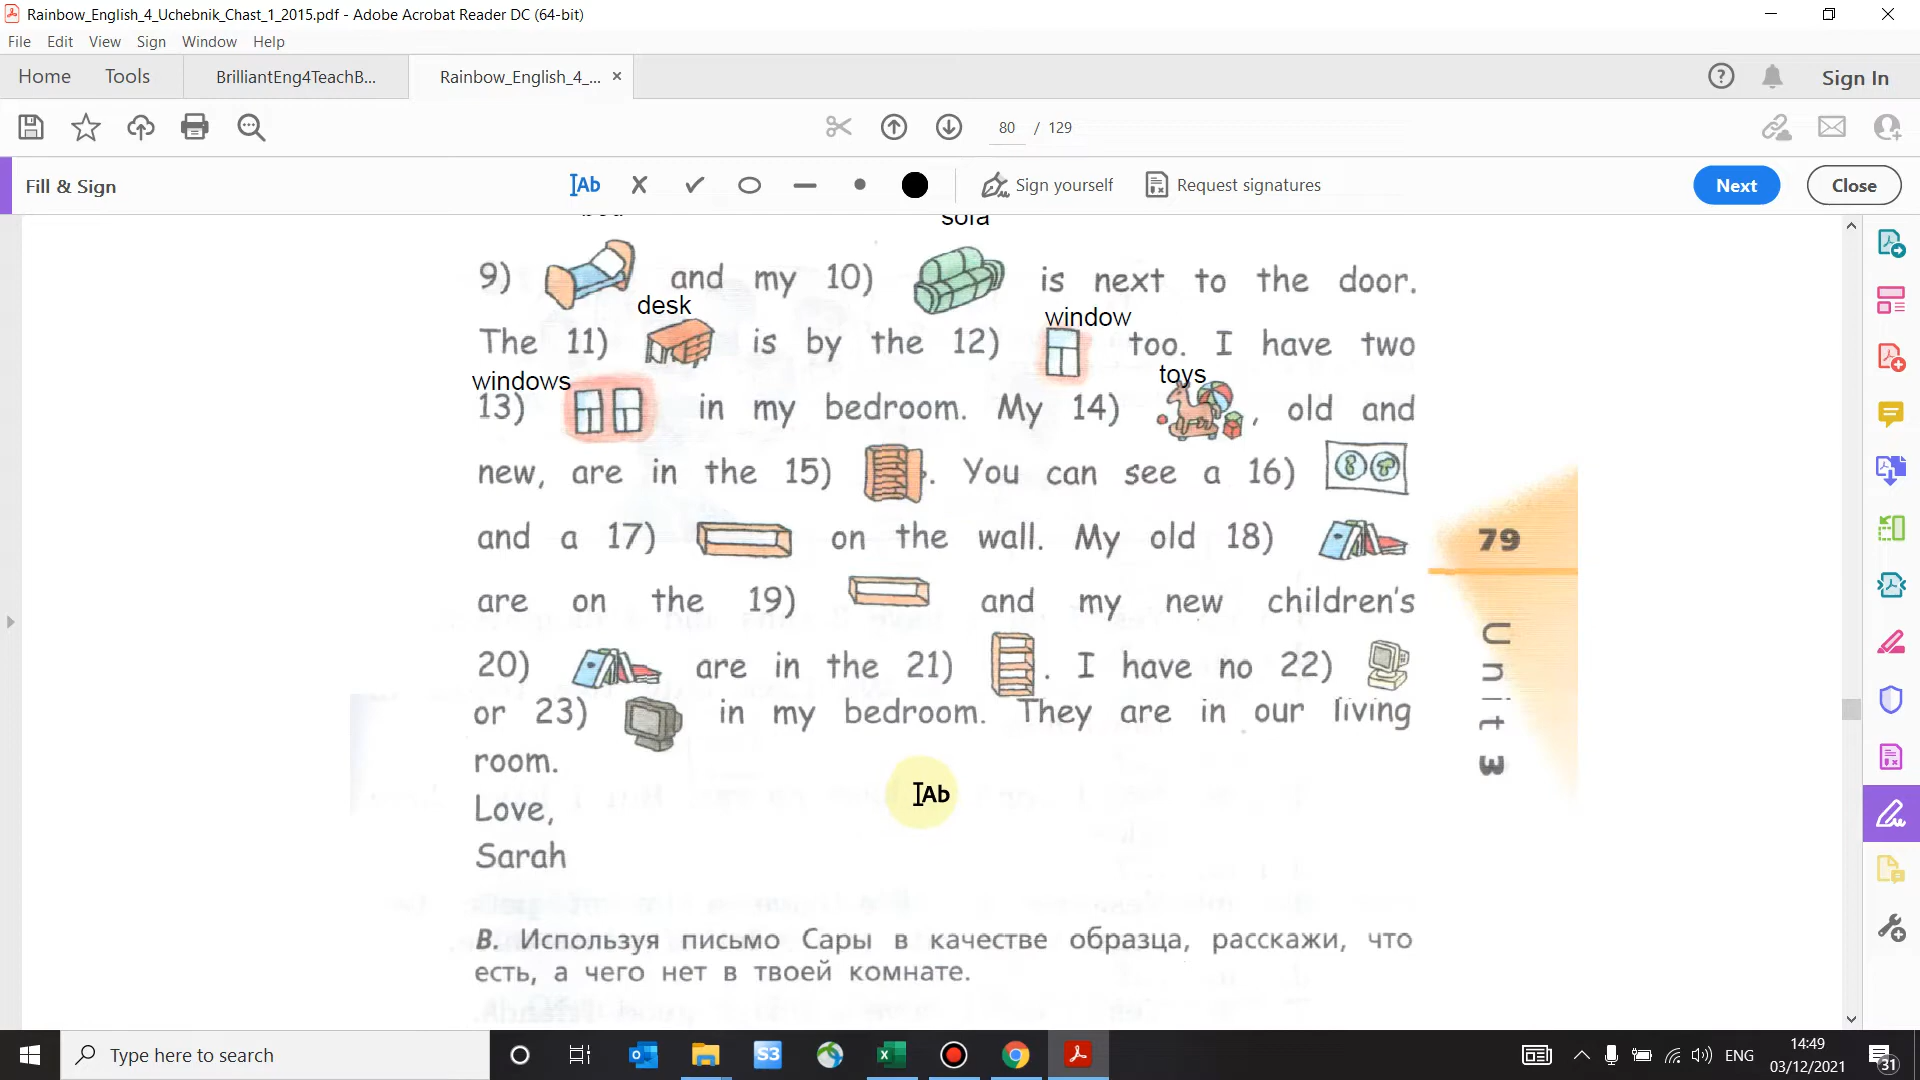 Rainbow_English_4_Uchebnik_Chast_1_2015.pdf - Adobe Acrobat Reader DC (64-bit)
File Edit View Sign Window Help
Home Tools BrilliantEng4TeachB... Rainbow_English_4_... ×
? Sign In
80 / 129
Fill & Sign Ab Sign yourself Request signatures Next Close
sofa
9) and my 10) is next to the door.
desk window
The 11) is by the 12) too. I have two
windows toys
13) in my bedroom. My 14) , old and
new, are in the 15) . You can see a 16)
and a 17) on the wall. My old 18)
are on the 19) and my new children's
20) are in the 21) . I have no 22)
or 23) in my bedroom. They are in our living
room.
Ab
Love,
Sarah
79
Unit 3
В. Используя письмо Сары в качестве образца, расскажи, что
есть, а чего нет в твоей комнате.
Type here to search
S3
ENG
14:49
03/12/2021
31